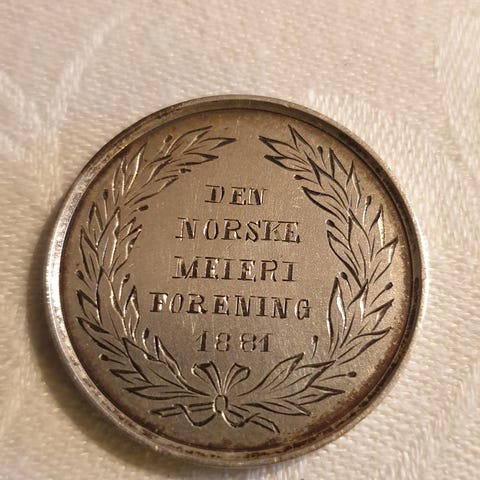 DEN
NORSKE
MEIERI
FORENING
1881